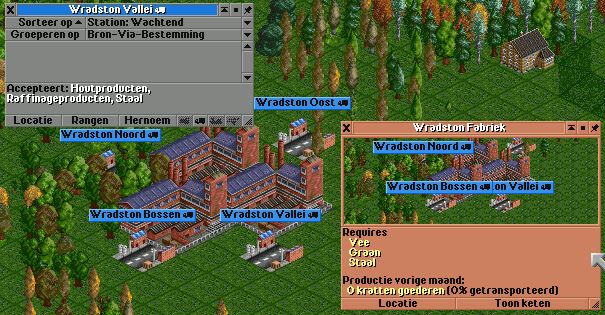 Wradston Vallei
Sorteer op Station: Wachtend
Groeperen op Bron-Via-Bestemming
Accepteert: Houtproducten,
Raffinageproducten, Staal
Locatie Rangen Hernoem
Wradston Oost
Wradston Noord
Wradston Bossen
Wradston Vallei
Wradston Fabriek
Wradston Noord
Wradston Bossen
on Vallei
Requires
Vee
Graan
Staal
Productie vorige maand:
0 kratten goederen (0% getransporteerd)
Locatie Toon keten